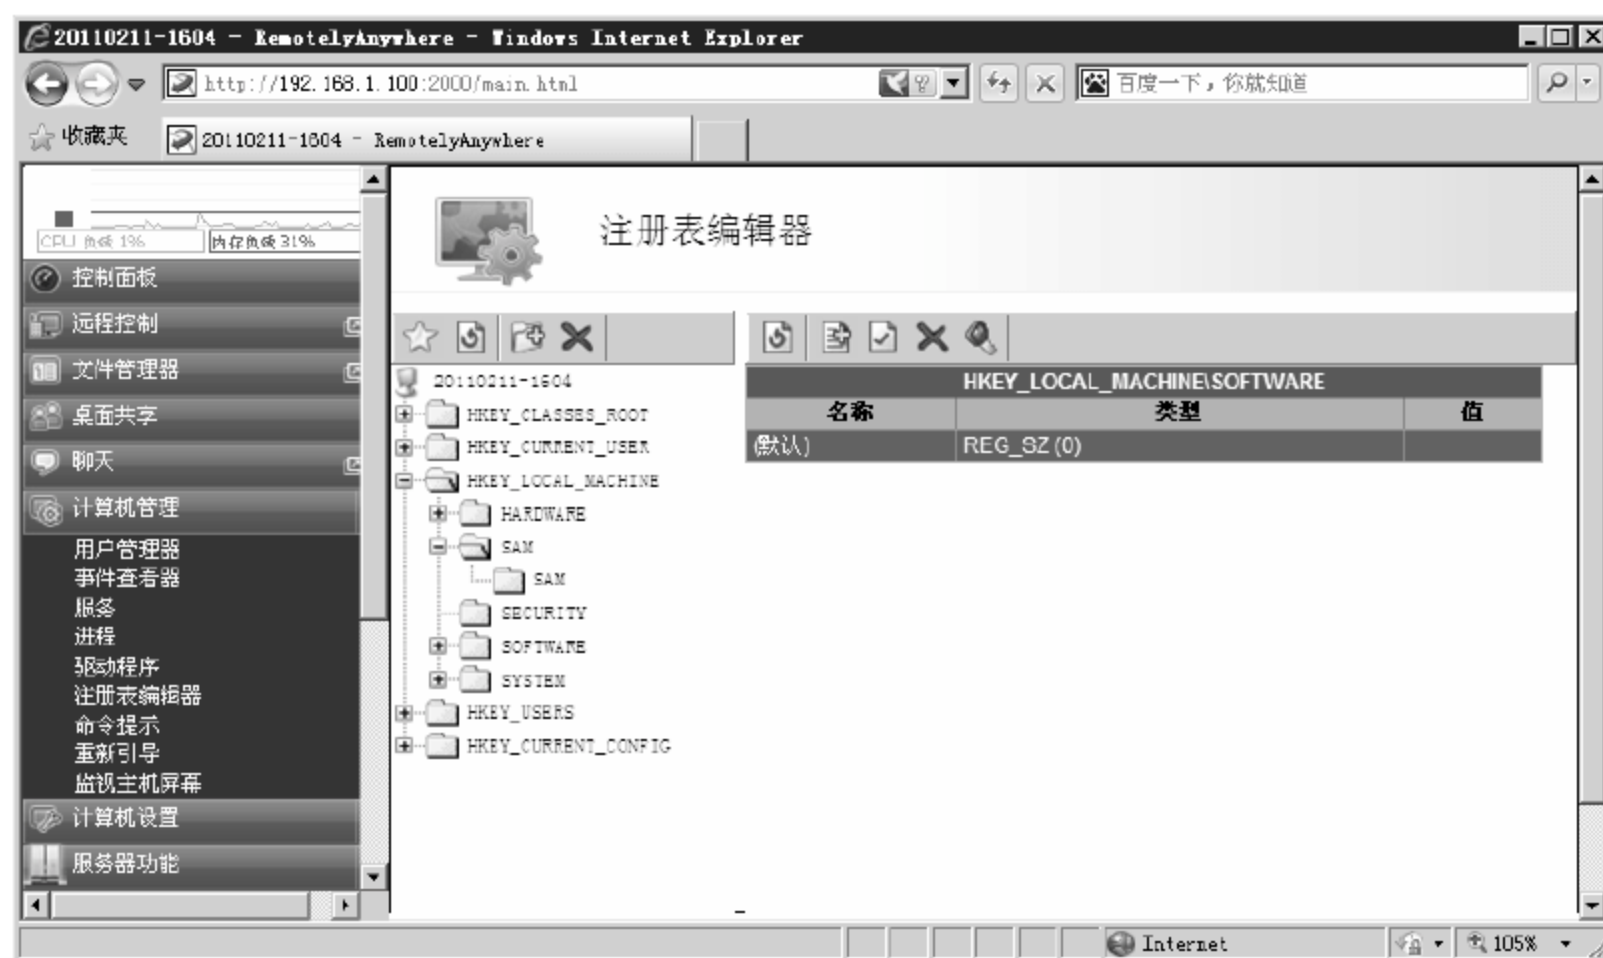 20110211-1604 - RemotelyAnywhere - Windows Internet Explorer
http://192.168.1.100:2000/main.html
百度一下，你就知道
收藏夹
20110211-1604 - RemotelyAnywhere
CPU 负载 1%
内存负载 31%
控制面板
远程控制
文件管理器
桌面共享
聊天
计算机管理
用户管理器
事件查看器
服务
进程
驱动程序
注册表编辑器
命令提示
重新引导
监视主机屏幕
计算机设置
服务器功能
注册表编辑器
20110211-1604
HKEY_CLASSES_ROOT
HKEY_CURRENT_USER
HKEY_LOCAL_MACHINE
HARDWARE
SAM
SAM
SECURITY
SOFTWARE
SYSTEM
HKEY_USERS
HKEY_CURRENT_CONFIG
HKEY_LOCAL_MACHINE\SOFTWARE
名称 类型 值
(默认) REG_SZ (0)
Internet
105%